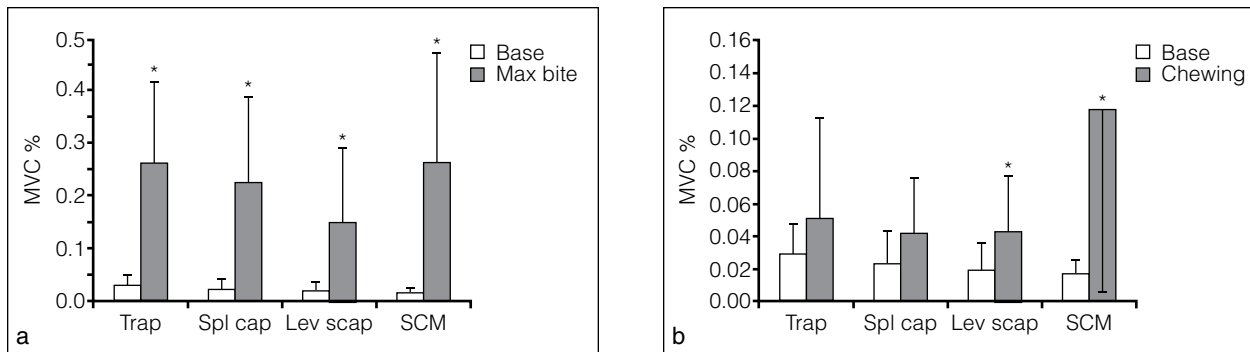 0.5
0.4
0.3
0.2
0.1
0.0
MVC %
Base
Max bite
*
*
*
*
Trap
Spl cap
Lev scap
SCM
a
0.16
0.14
0.12
0.10
0.08
0.06
0.04
0.02
0.00
MVC %
Base
Chewing
*
*
Trap
Spl cap
Lev scap
SCM
b